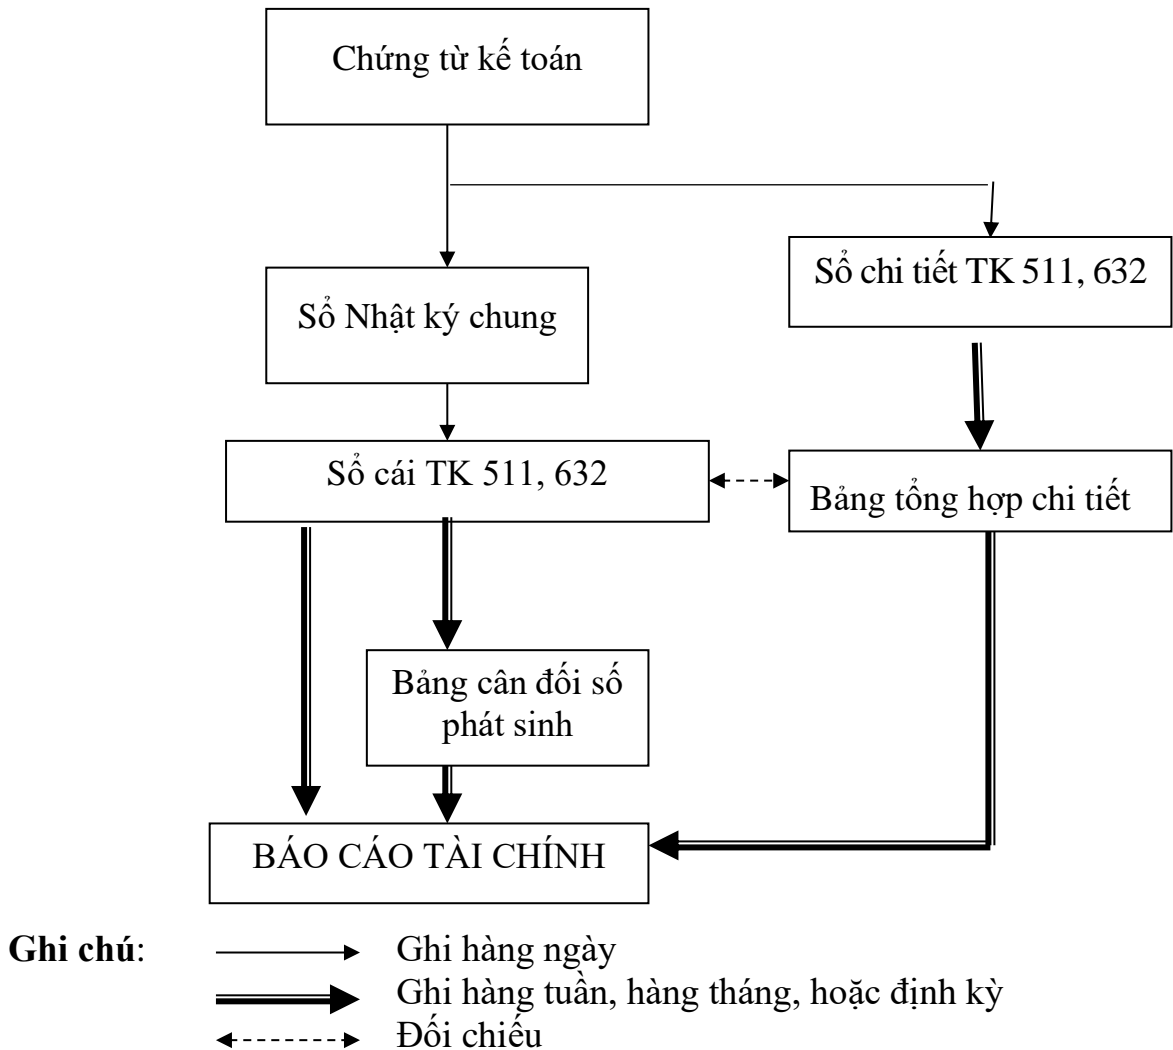 Chứng từ kế toán
Sổ chi tiết TK 511, 632
Sổ Nhật ký chung
Sổ cái TK 511, 632
Bảng tổng hợp chi tiết
Bảng cân đối số
phát sinh
BÁO CÁO TÀI CHÍNH
Ghi chú:
Ghi hàng ngày
Ghi hàng tuần, hàng tháng, hoặc định kỳ
Đối chiếu